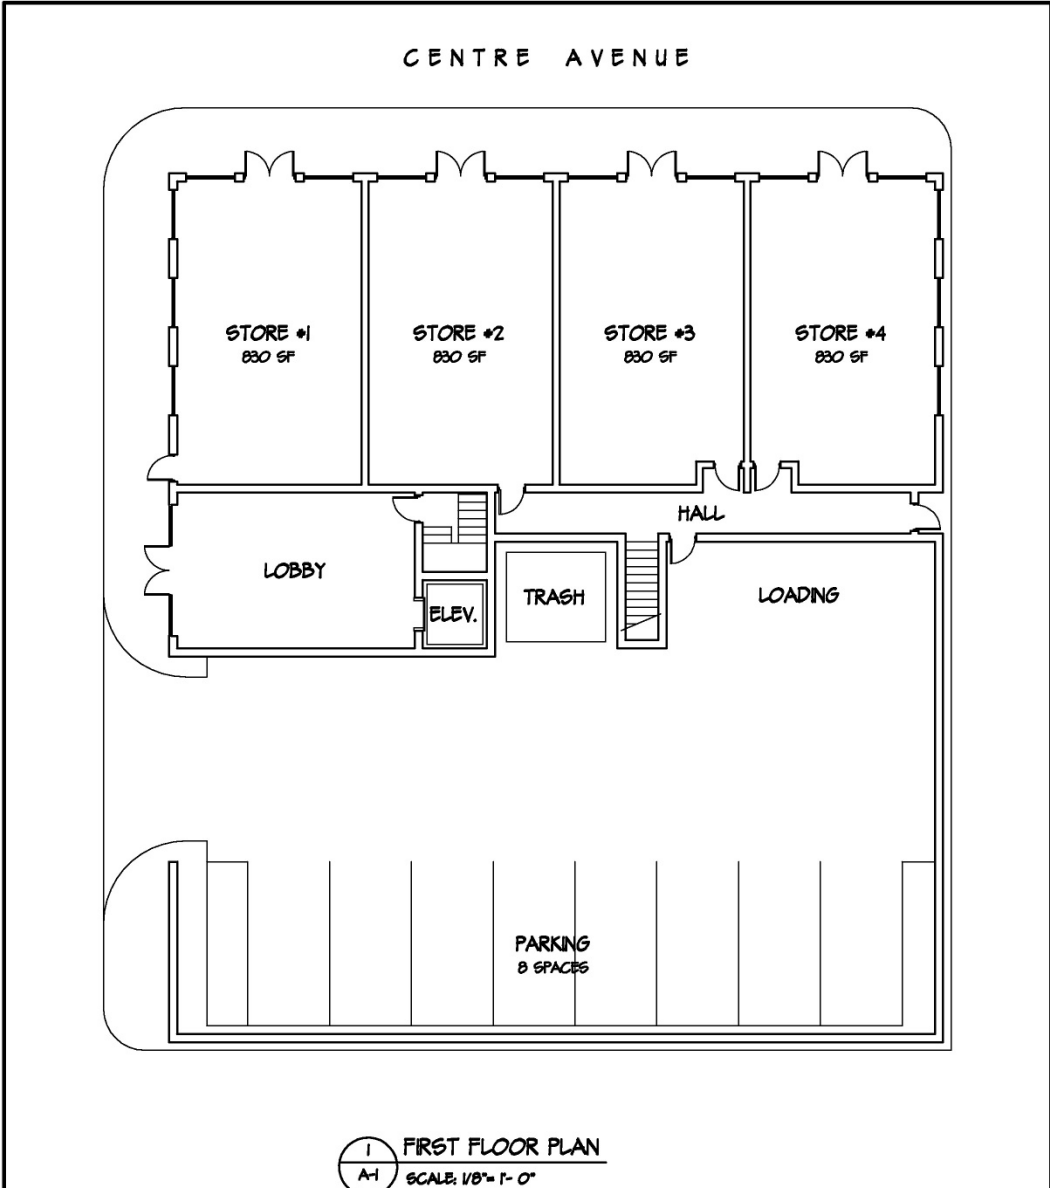 CENTRE AVENUE
STORE #1
830 SF
STORE #2
830 SF
STORE #3
830 SF
STORE #4
830 SF
HALL
LOBBY
ELEV.
TRASH
LOADING
PARKING
8 SPACES
1
A-1
FIRST FLOOR PLAN
SCALE: 1/8"= 1'- 0"